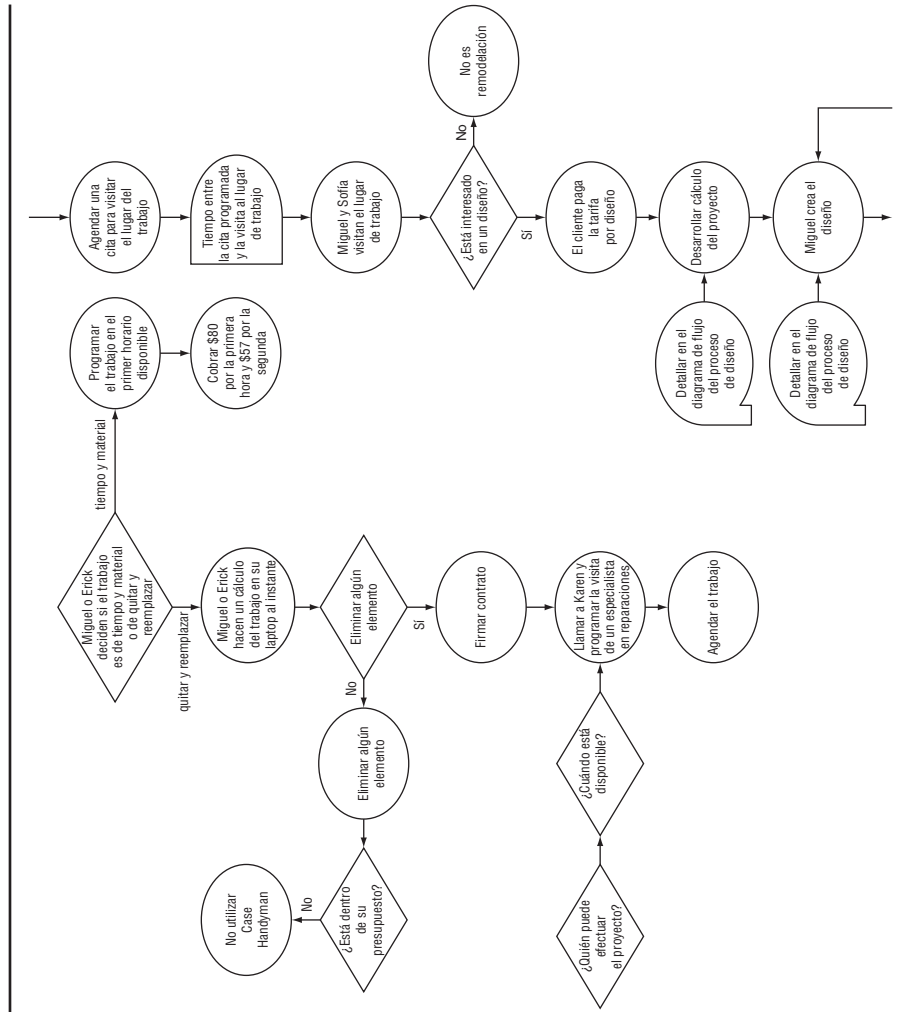 Agendar una
cita para visitar
el lugar del
trabajo
Tiempo entre
la cita programada
y la visita al lugar
de trabajo
Miguel y Sofía
visitan el lugar
de trabajo
¿Está interesado
en un diseño?
No
No es
remodelación
Sí
El cliente paga
la tarifa
por diseño
Desarrollar cálculo
del proyecto
Detallar en el
diagrama de flujo
del proceso
de diseño
Miguel crea el
diseño
Detallar en el
diagrama de flujo
del proceso
de diseño
Miguel o Erick
deciden si el trabajo
es de tiempo y material
o de quitar y
reemplazar
tiempo y material
Programar
el trabajo en el
primer horario
disponible
Cobrar $80
por la primera
hora y $57 por la
segunda
quitar y reemplazar
Miguel o Erick
hacen un cálculo
del trabajo en su
laptop al instante
Eliminar algún
elemento
No
Eliminar algún
elemento
¿Está dentro
de su
presupuesto?
No
No utilizar
Case
Handyman
Sí
Firmar contrato
Llamar a Karen y
programar la visita
de un especialista
en reparaciones
¿Cuándo está
disponible?
¿Quién puede
efectuar
el proyecto?
Agendar el trabajo